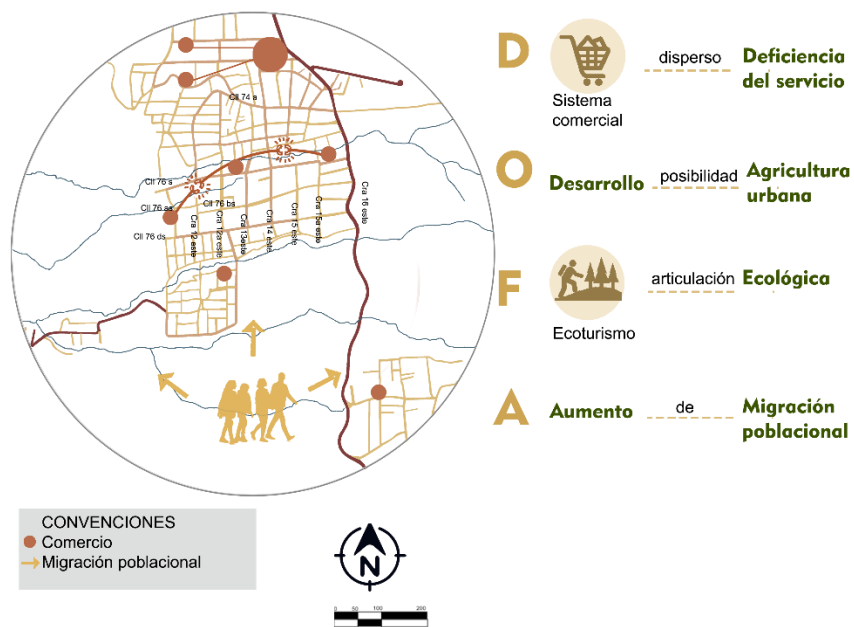 D
disperso
Deficiencia
del servicio
Sistema
comercial
O
Desarrollo
posibilidad
Agricultura
urbana
F
articulación
Ecológica
Ecoturismo
A
Aumento
de
Migración
poblacional
Cll 74 a
Cll 76 s
Cll 76 as
Cll 76 bs
Cll 76 ds
Cra 12 este
Cra 12a este
Cra 13este
Cra 14 este
Cra 15 este
Cra 15a este
Cra 16 este
CONVENCIONES
Comercio
Migración poblacional
N
0 50 100 200